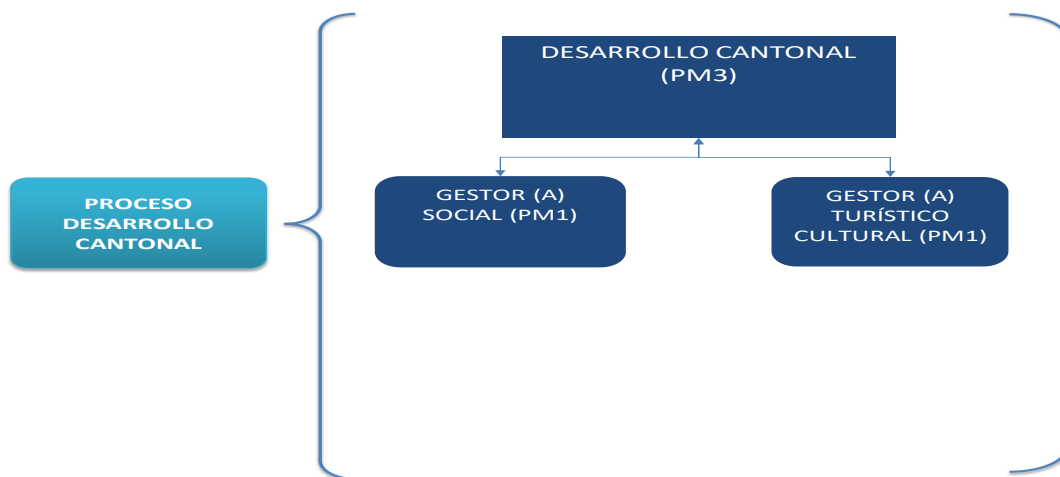 DESARROLLO CANTONAL
(PM3)
PROCESO
DESARROLLO
CANTONAL
GESTOR (A)
SOCIAL (PM1)
GESTOR (A)
TURÍSTICO
CULTURAL (PM1)